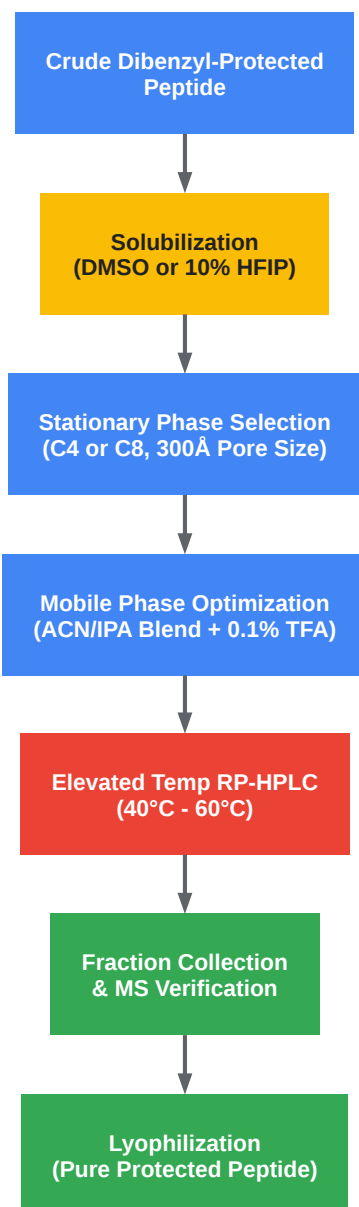 Crude Dibenzyl-Protected
Peptide
Solubilization
(DMSO or 10% HFIP)
Stationary Phase Selection
(C4 or C8, 300Å Pore Size)
Mobile Phase Optimization
(ACN/IPA Blend + 0.1% TFA)
Elevated Temp RP-HPLC
(40°C - 60°C)
Fraction Collection
& MS Verification
Lyophilization
(Pure Protected Peptide)